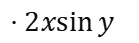 · 2xsin y